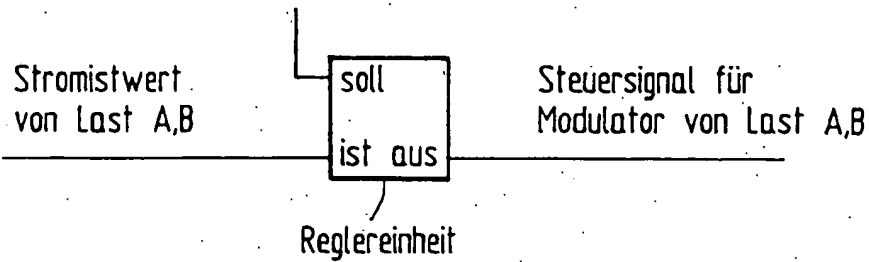 Stromistwert
von Last A,B
soll
ist aus
Steuersignal für
Modulator von Last A,B
Reglereinheit